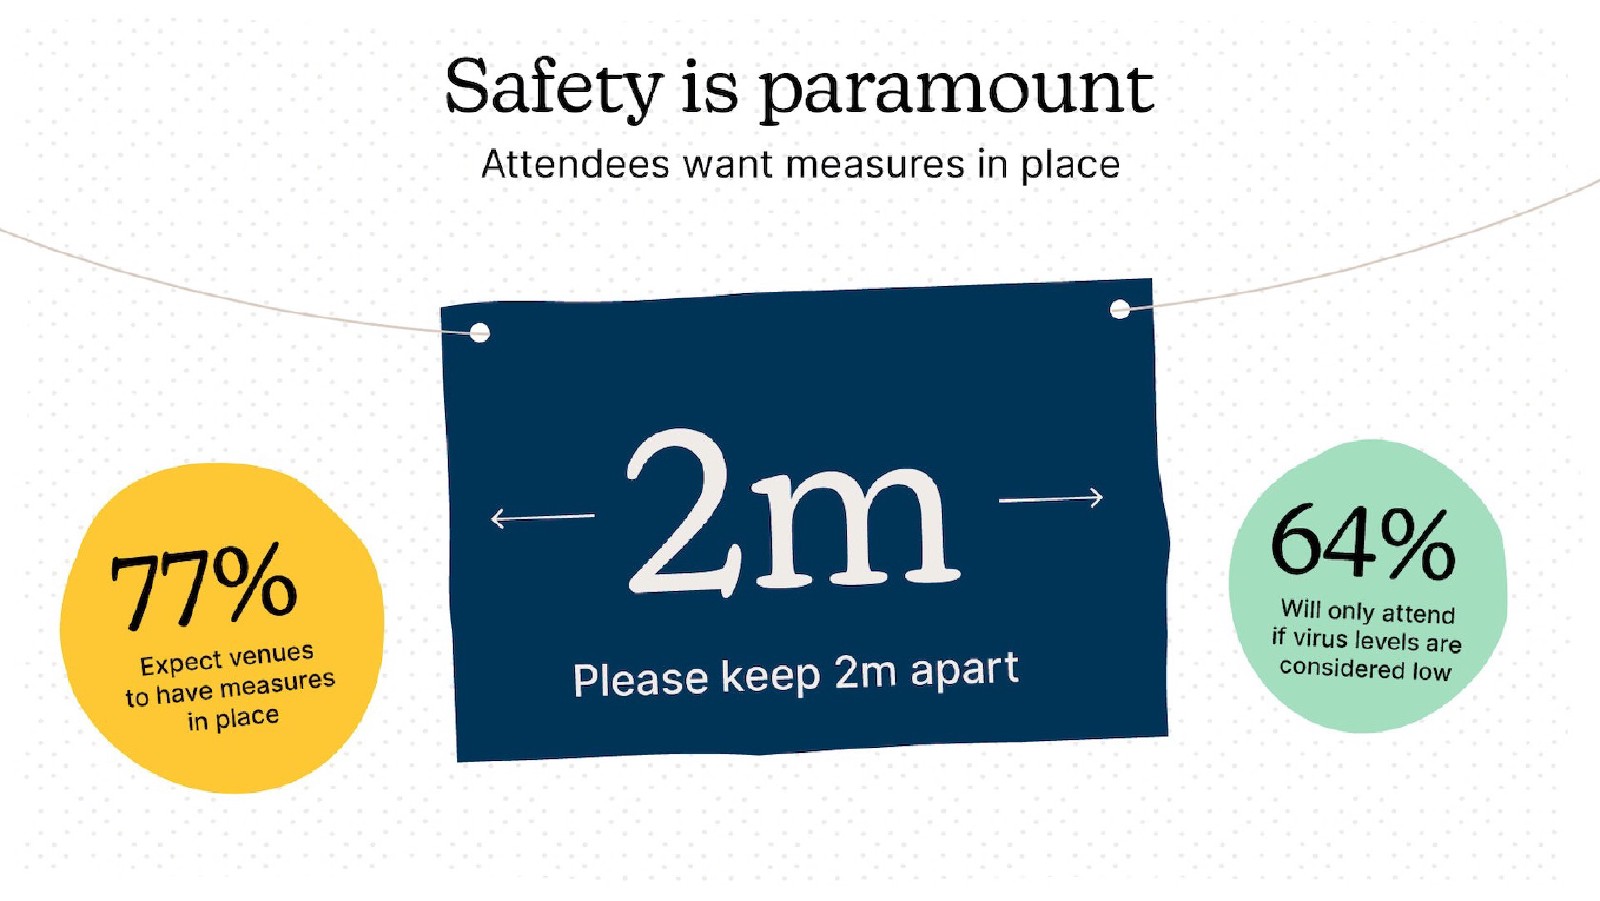 Safety is paramount
Attendees want measures in place
2m
Please keep 2m apart
77%
Expect venues
to have measures
in place
64%
Will only attend
if virus levels are
considered low